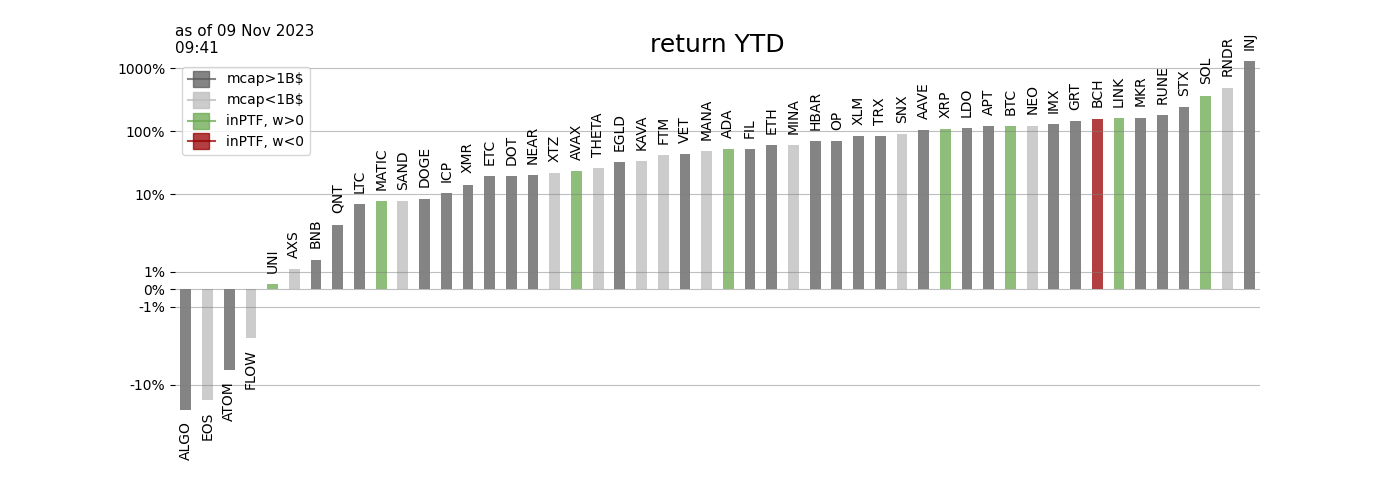 as of 09 Nov 2023
09:41
return YTD
mcap>1B$
mcap<1B$
inPTF, w>0
inPTF, w<0
1000%
100%
10%
1%
0%
-1%
-10%
ALGO
EOS
ATOM
FLOW
UNI
AXS
BNB
QNT
LTC
MATIC
SAND
DOGE
ICP
XMR
ETC
DOT
NEAR
XTZ
AVAX
THETA
EGLD
KAVA
FTM
VET
MANA
ADA
FIL
ETH
MINA
HBAR
OP
XLM
TRX
SNX
AAVE
XRP
LDO
APT
BTC
NEO
IMX
GRT
BCH
LINK
MKR
RUNE
STX
SOL
RNDR
INJ